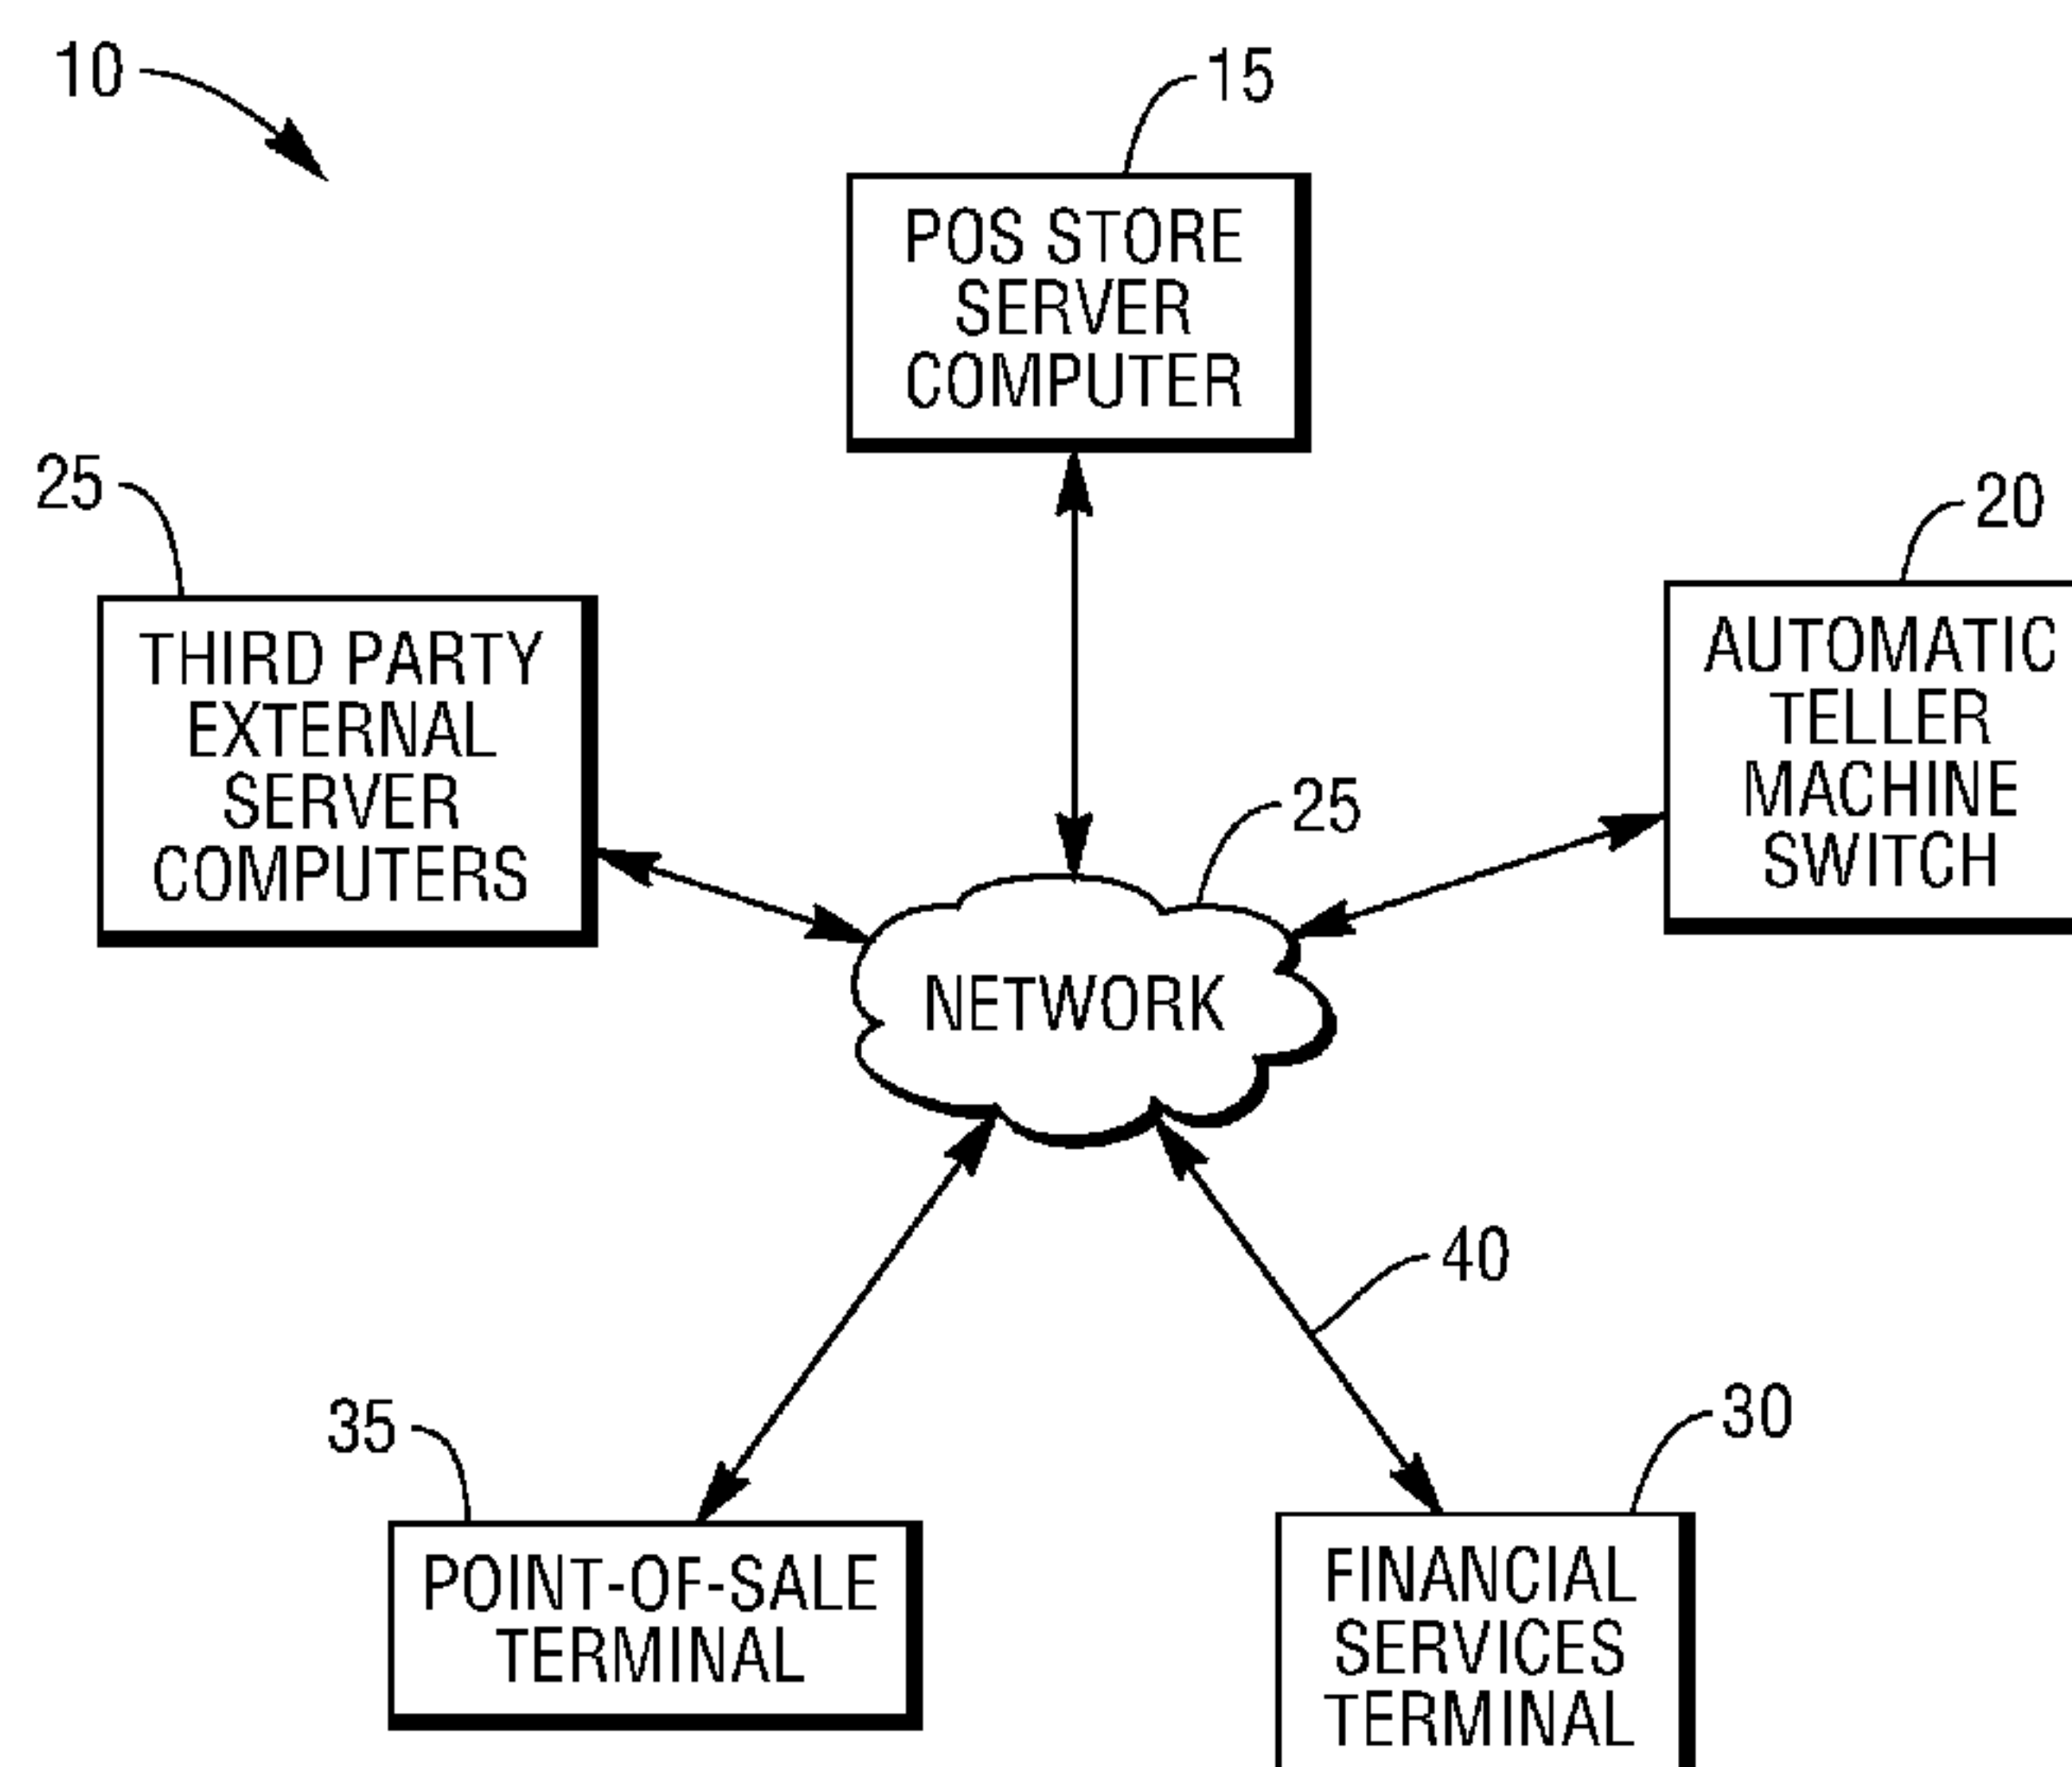 10
15
POS STORE
SERVER
COMPUTER
25
THIRD PARTY
EXTERNAL
SERVER
COMPUTERS
20
AUTOMATIC
TELLER
MACHINE
SWITCH
25
NETWORK
40
35
POINT-OF-SALE
TERMINAL
30
FINANCIAL
SERVICES
TERMINAL